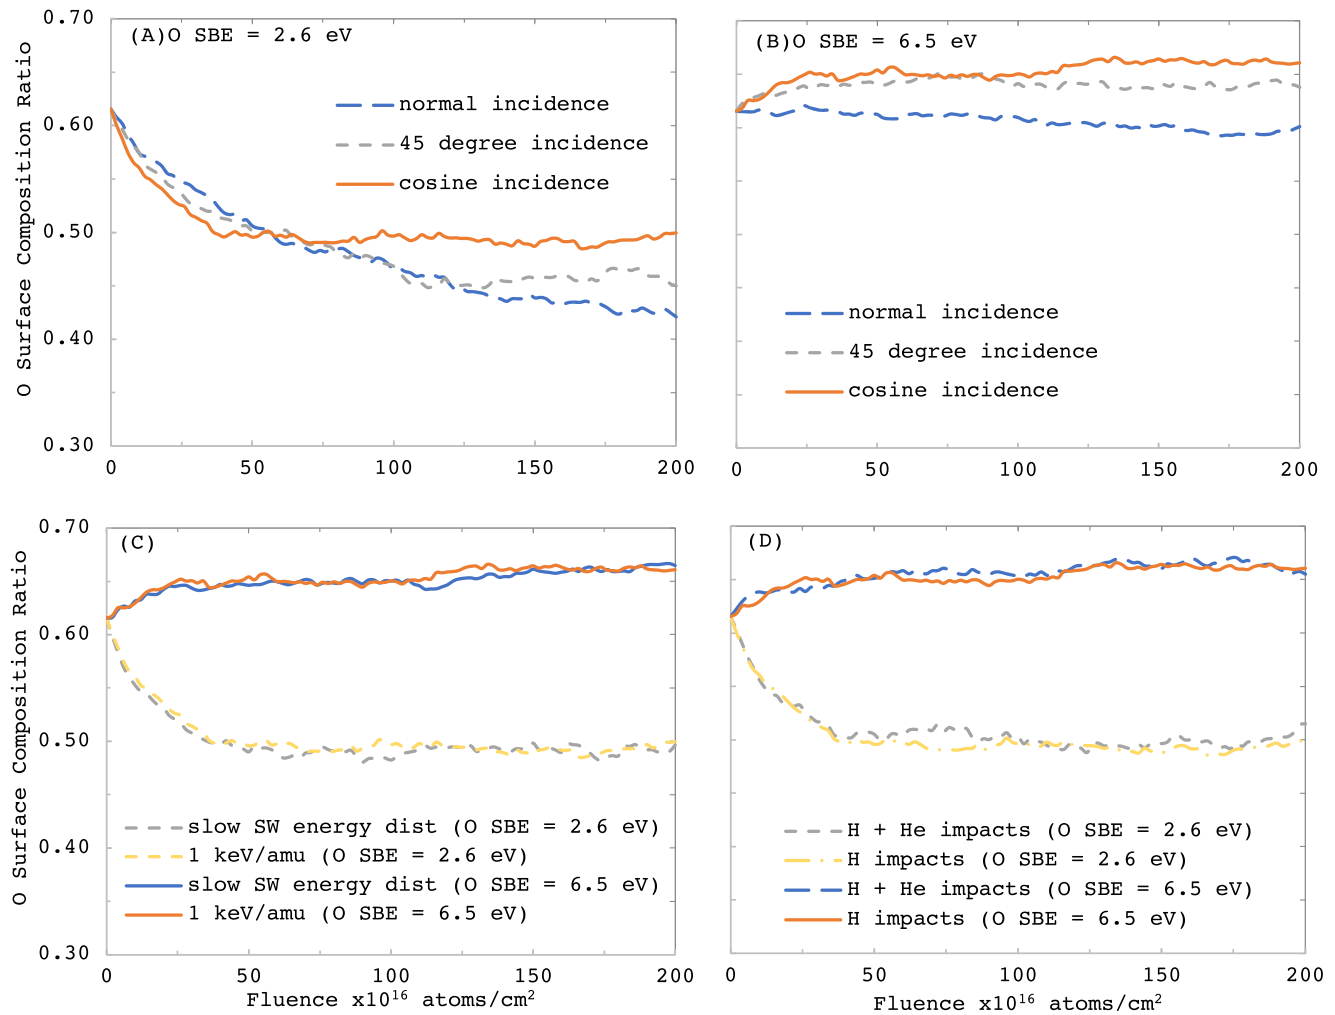 (A)O SBE = 2.6 eV
O Surface Composition Ratio
0.70
0.60
0.50
0.40
0.30
normal incidence
45 degree incidence
cosine incidence
0 50 100 150 200
(B)O SBE = 6.5 eV
normal incidence
45 degree incidence
cosine incidence
0 50 100 150 200
(C)
O Surface Composition Ratio
0.70
0.60
0.50
0.40
0.30
slow SW energy dist (O SBE = 2.6 eV)
1 keV/amu (O SBE = 2.6 eV)
slow SW energy dist (O SBE = 6.5 eV)
1 keV/amu (O SBE = 6.5 eV)
0 50 100 150 200
Fluence x10¹⁶ atoms/cm²
(D)
H + He impacts (O SBE = 2.6 eV)
H impacts (O SBE = 2.6 eV)
H + He impacts (O SBE = 6.5 eV)
H impacts (O SBE = 6.5 eV)
0 50 100 150 200
Fluence x10¹⁶ atoms/cm²